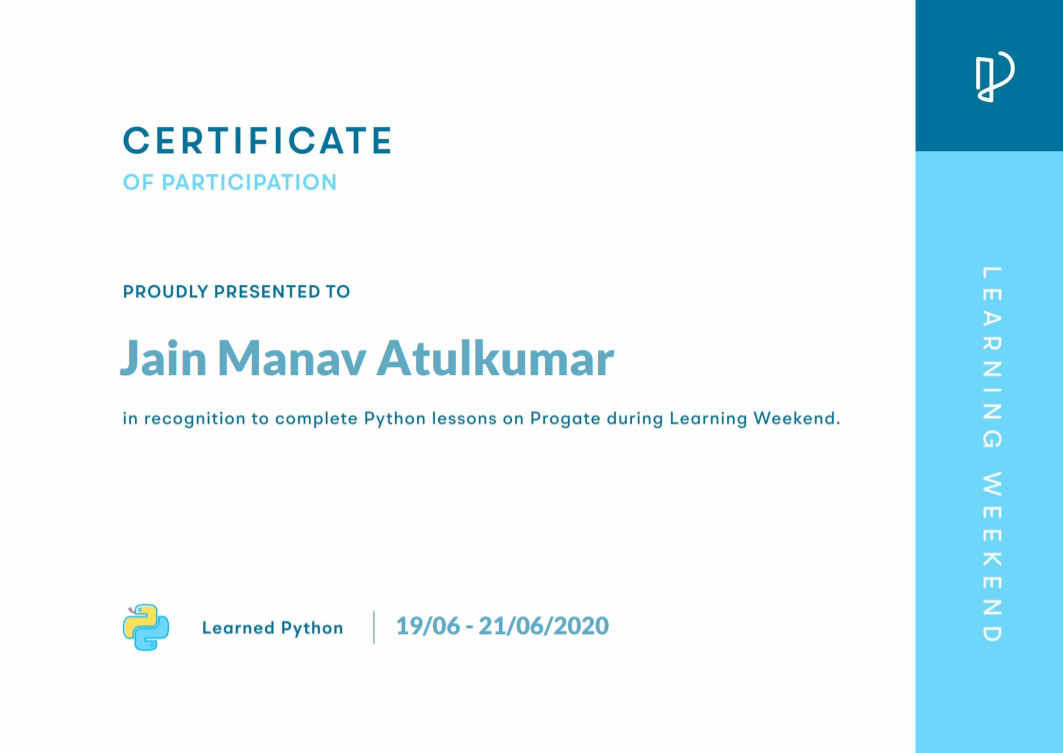 CERTIFICATE
OF PARTICIPATION
PROUDLY PRESENTED TO
Jain Manav Atulkumar
in recognition to complete Python lessons on Progate during Learning Weekend.
Learned Python
19/06 - 21/06/2020
LEARNING WEEKEND